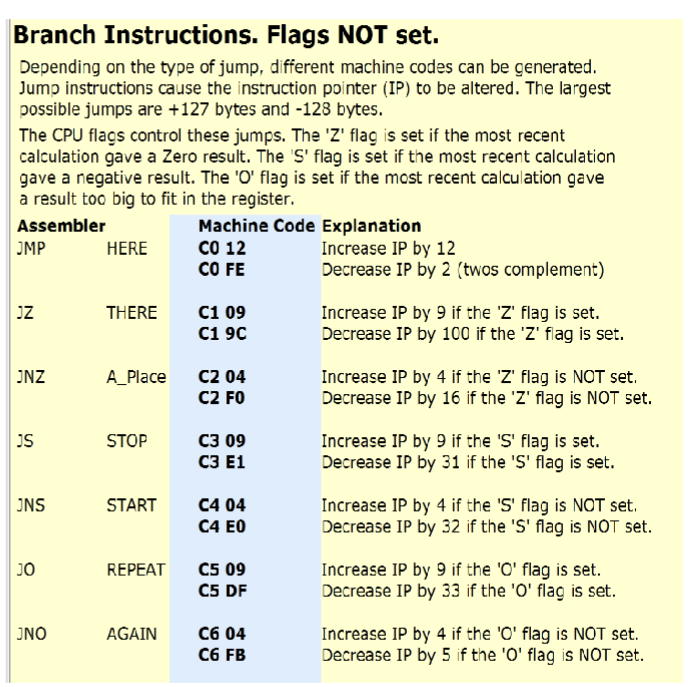 Branch Instructions. Flags NOT set.
Depending on the type of jump, different machine codes can be generated.
Jump instructions cause the instruction pointer (IP) to be altered. The largest
possible jumps are +127 bytes and -128 bytes.
The CPU flags control these jumps. The 'Z' flag is set if the most recent
calculation gave a Zero result. The 'S' flag is set if the most recent calculation
gave a negative result. The 'O' flag is set if the most recent calculation gave
a result too big to fit in the register.
Assembler Machine Code Explanation
JMP HERE C0 12 Increase IP by 12
C0 FE Decrease IP by 2 (twos complement)
JZ THERE C1 09 Increase IP by 9 if the 'Z' flag is set.
C1 9C Decrease IP by 100 if the 'Z' flag is set.
JNZ A_Place C2 04 Increase IP by 4 if the 'Z' flag is NOT set.
C2 F0 Decrease IP by 16 if the 'Z' flag is NOT set.
JS STOP C3 09 Increase IP by 9 if the 'S' flag is set.
C3 E1 Decrease IP by 31 if the 'S' flag is set.
JNS START C4 04 Increase IP by 4 if the 'S' flag is NOT set.
C4 E0 Decrease IP by 32 if the 'S' flag is NOT set.
JO REPEAT C5 09 Increase IP by 9 if the 'O' flag is set.
C5 DF Decrease IP by 33 if the 'O' flag is set.
JNO AGAIN C6 04 Increase IP by 4 if the 'O' flag is NOT set.
C6 FB Decrease IP by 5 if the 'O' flag is NOT set.